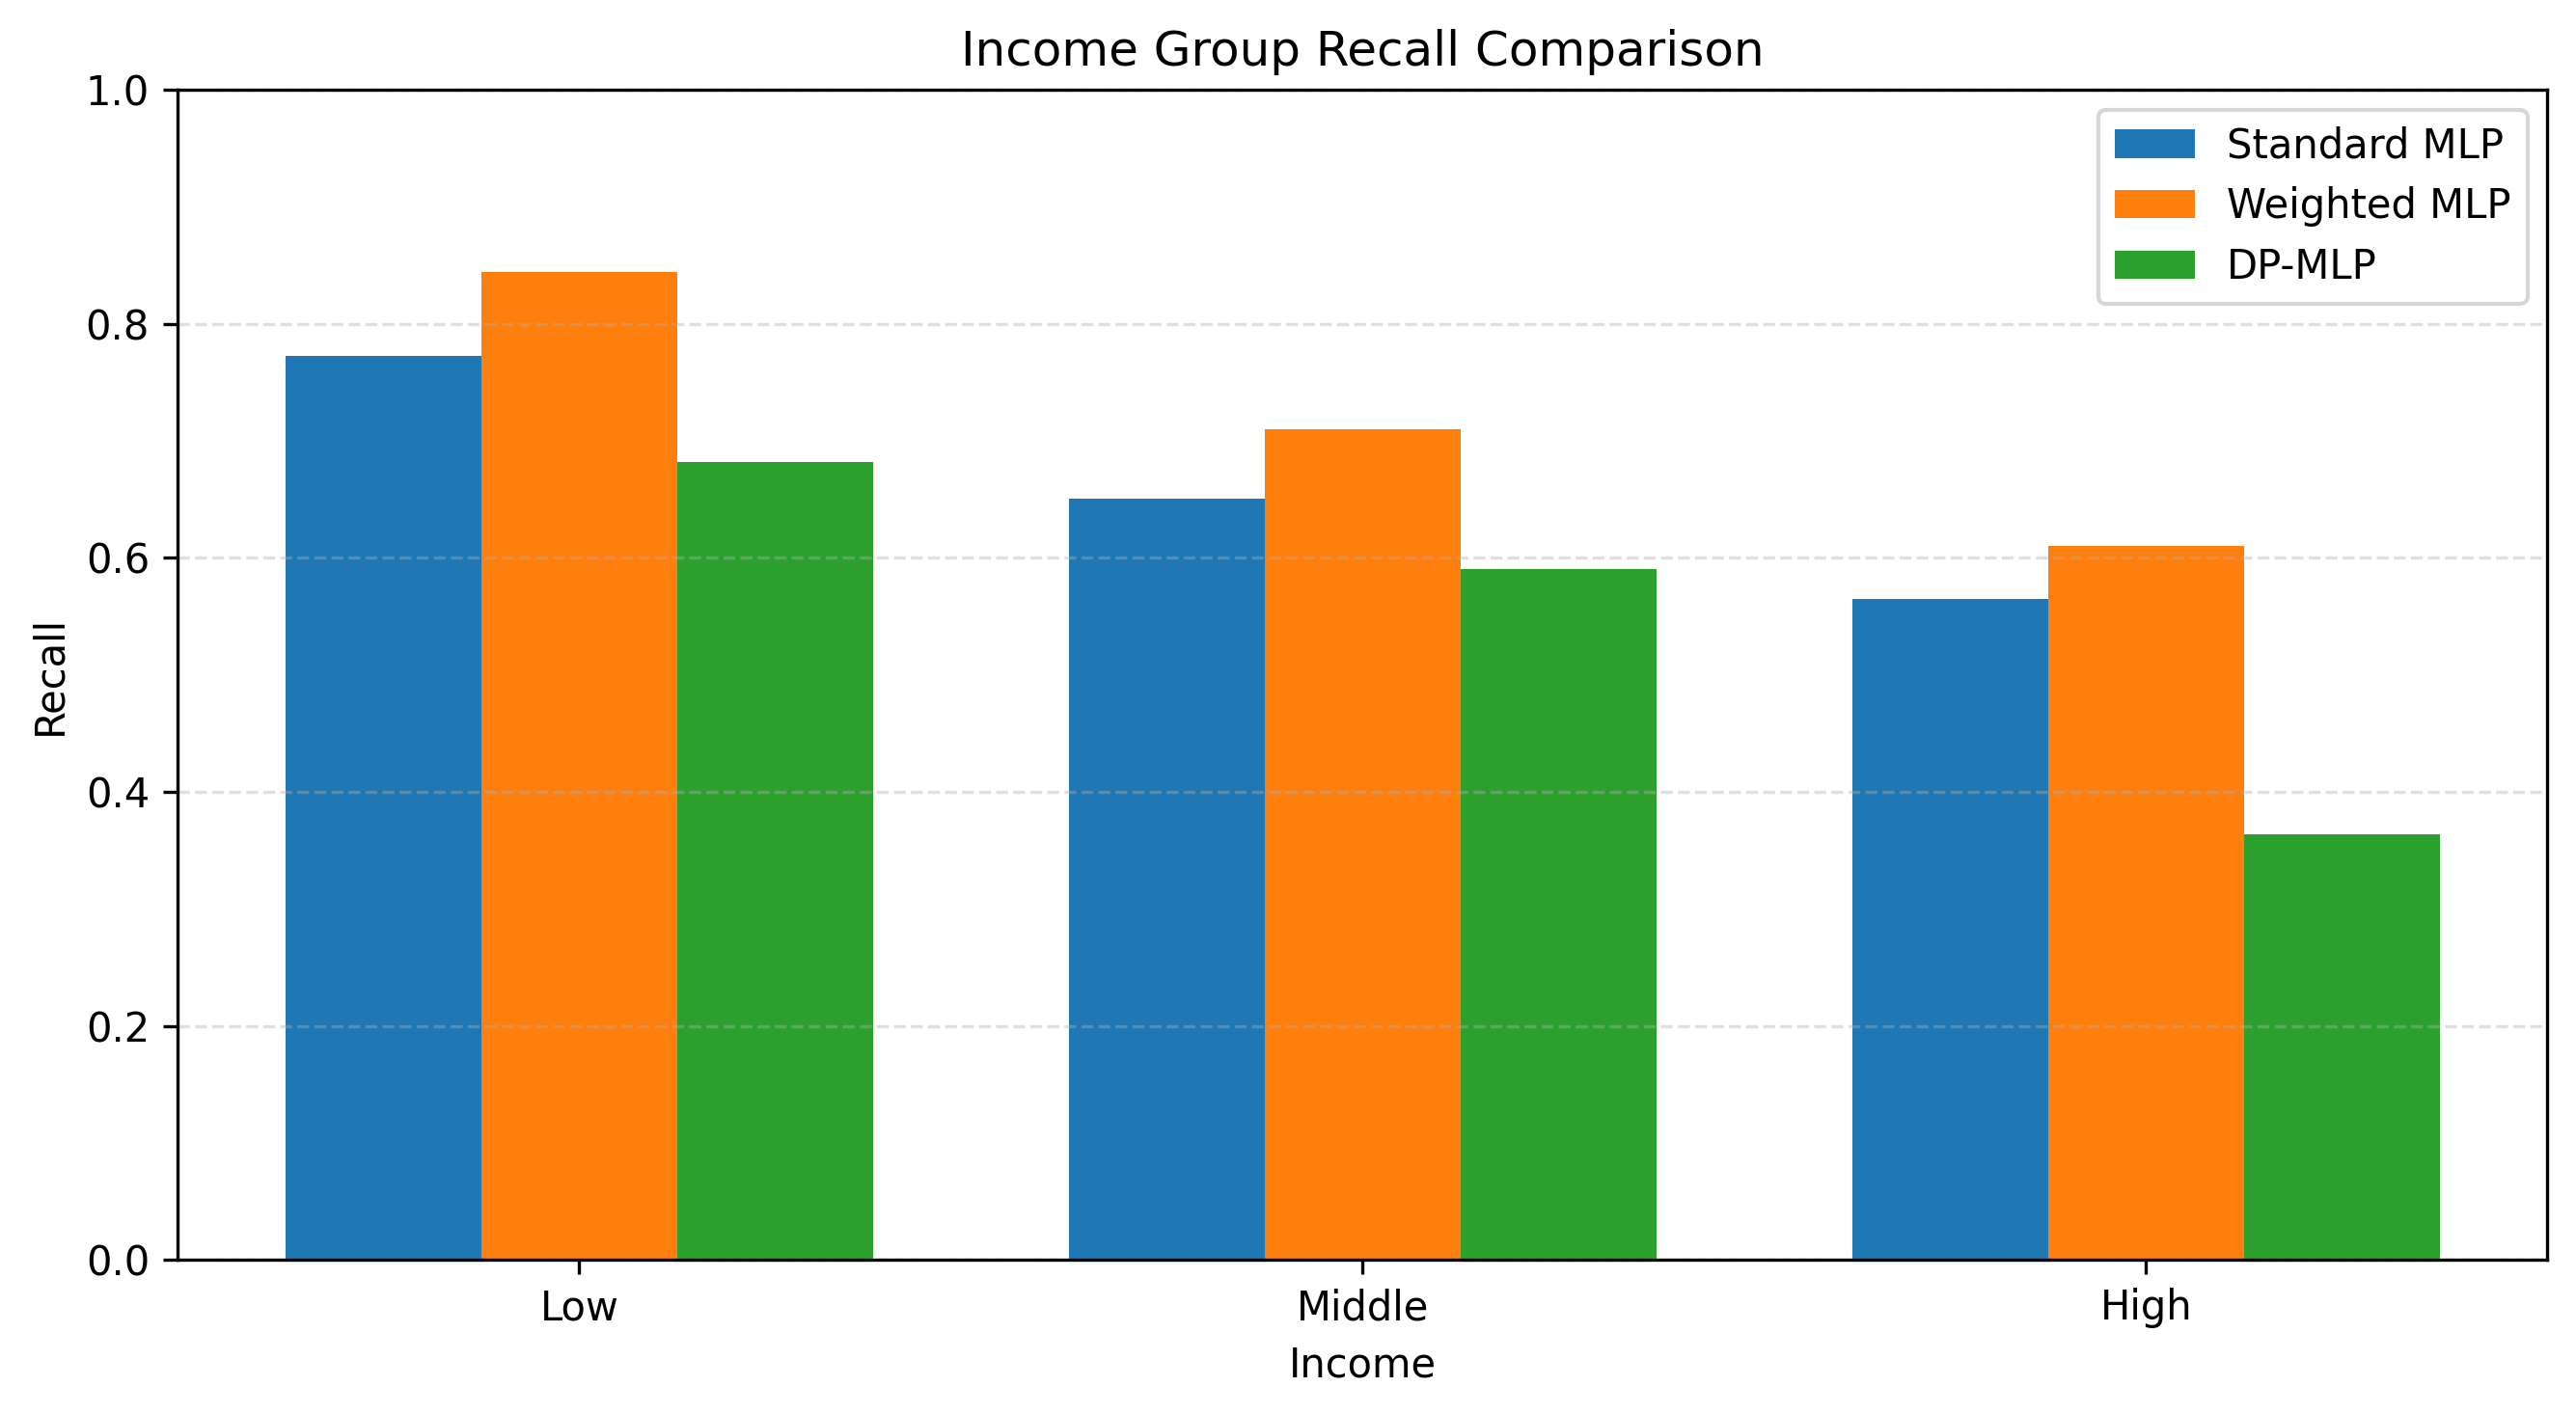 Income Group Recall Comparison
1.0
0.8
0.6
0.4
0.2
0.0
Recall
Standard MLP
Weighted MLP
DP-MLP
Low
Middle
High
Income